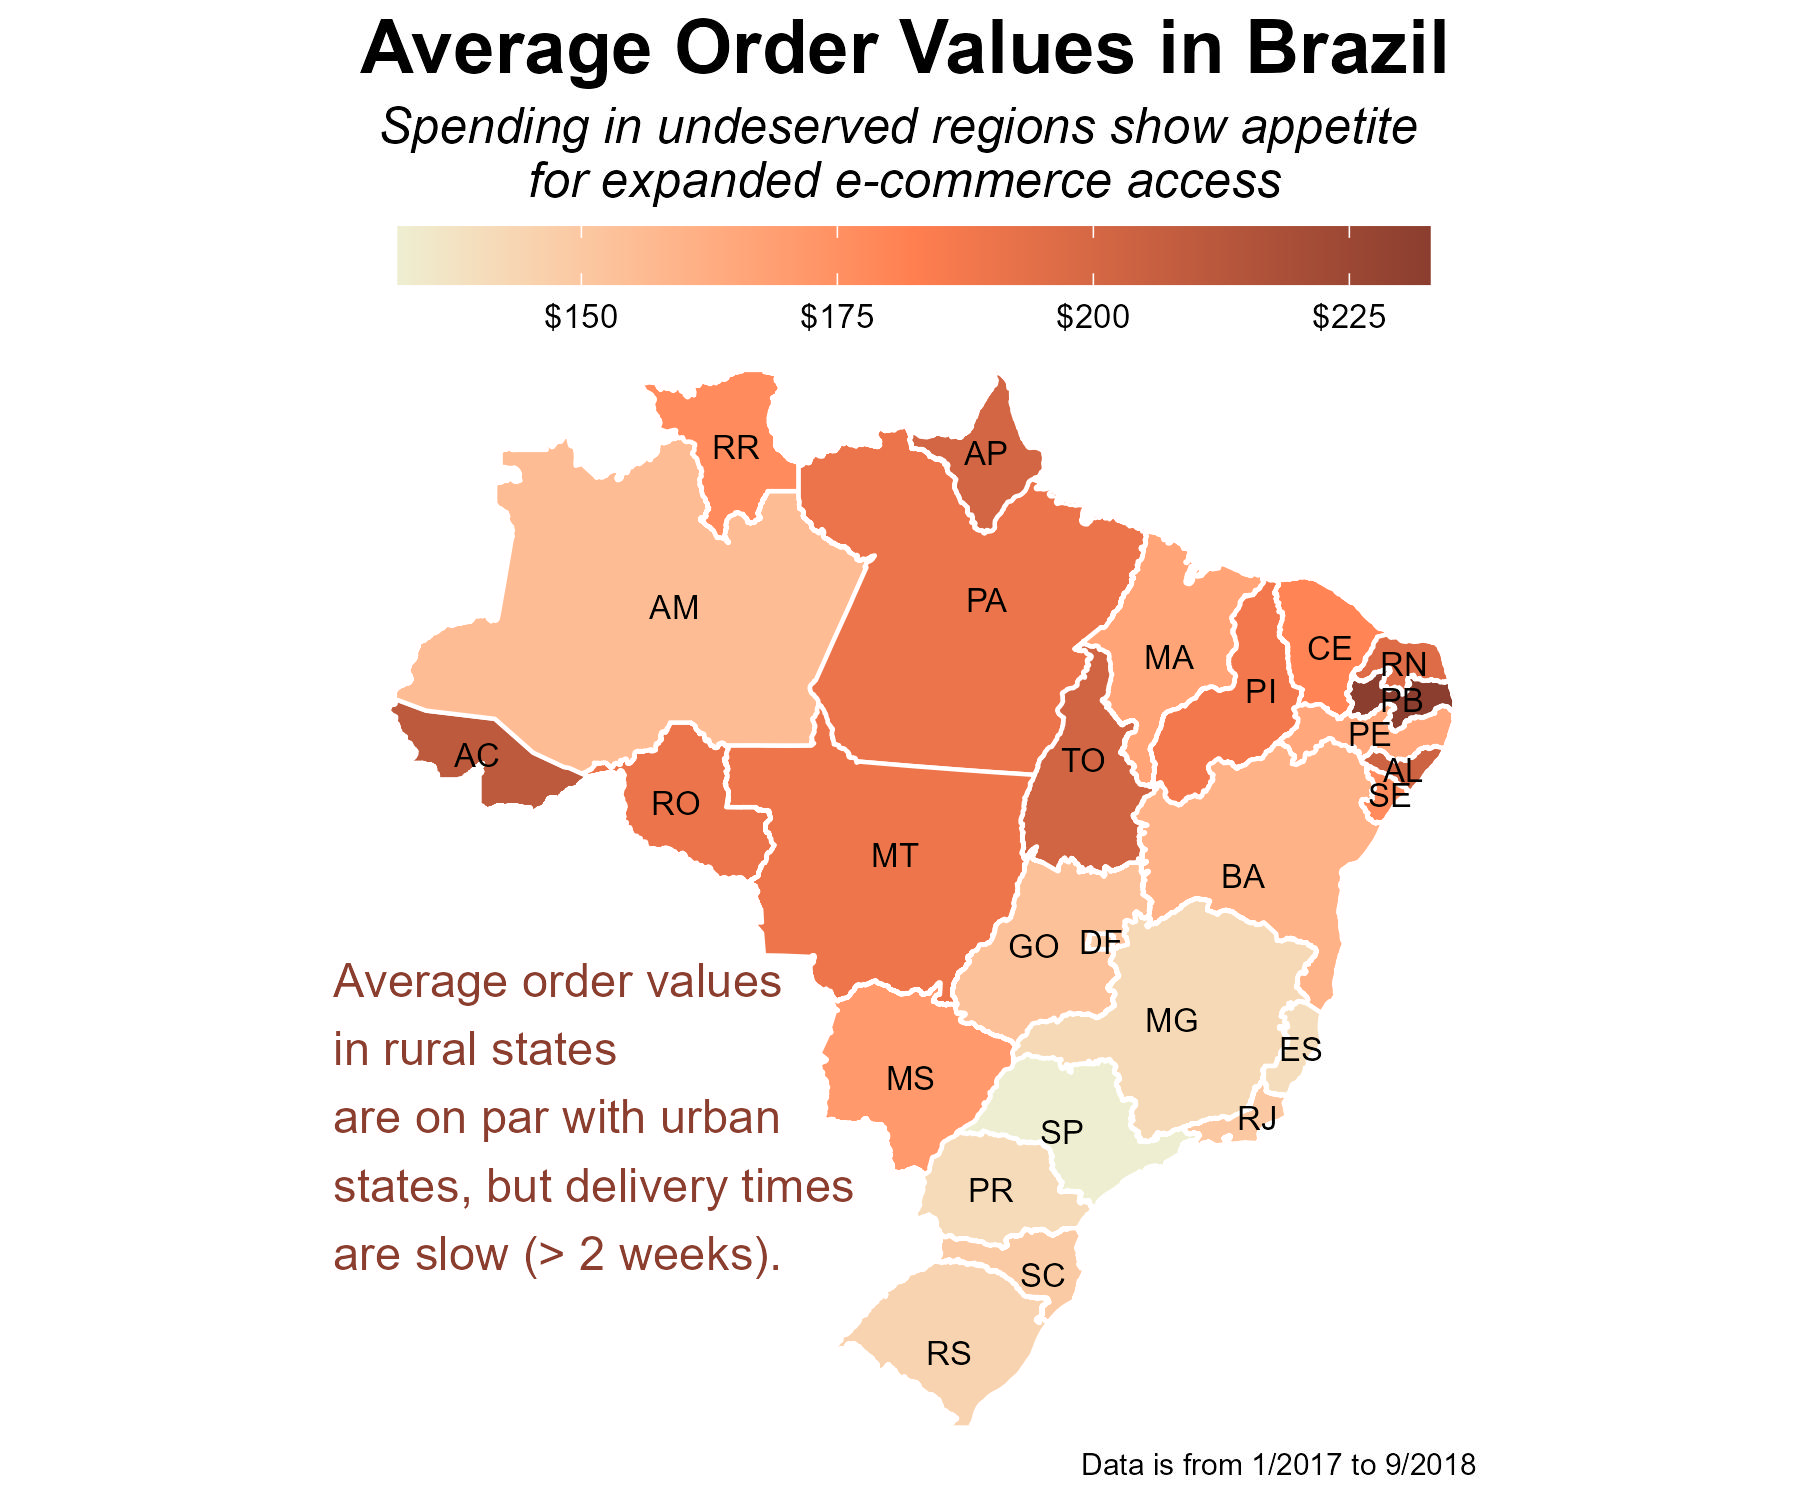 Average Order Values in Brazil
Spending in undeserved regions show appetite
for expanded e-commerce access
$150 $175 $200 $225
RR
AP
AM
PA
MA
CE
RN
PI
PB
PE
AC
TO
AL
RO
SE
MT
BA
GO
DF
MG
ES
MS
RJ
SP
PR
SC
RS
Average order values
in rural states
are on par with urban
states, but delivery times
are slow (> 2 weeks).
Data is from 1/2017 to 9/2018